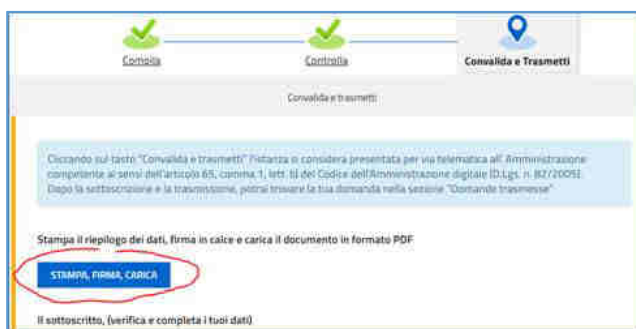 Compila
Controlla
Convalida e Trasmetti
Convalida e trasmetti
Cliccando sul tasto "Convalida e trasmetti" l'istanza si considera presentata per via telematica all' Amministrazione
competente ai sensi dell'articolo 65, comma 1, lett. b) del Codice dell'Amministrazione digitale (D.Lgs. n. 82/2005).
Dopo la sottoscrizione e la trasmissione, potrai trovare la tua domanda nella sezione "Domande trasmesse"
Stampa il riepilogo dei dati, firma in calce e carica il documento in formato PDF
STAMPA, FIRMA, CARICA
Il sottoscritto, (verifica e completa i tuoi dati)